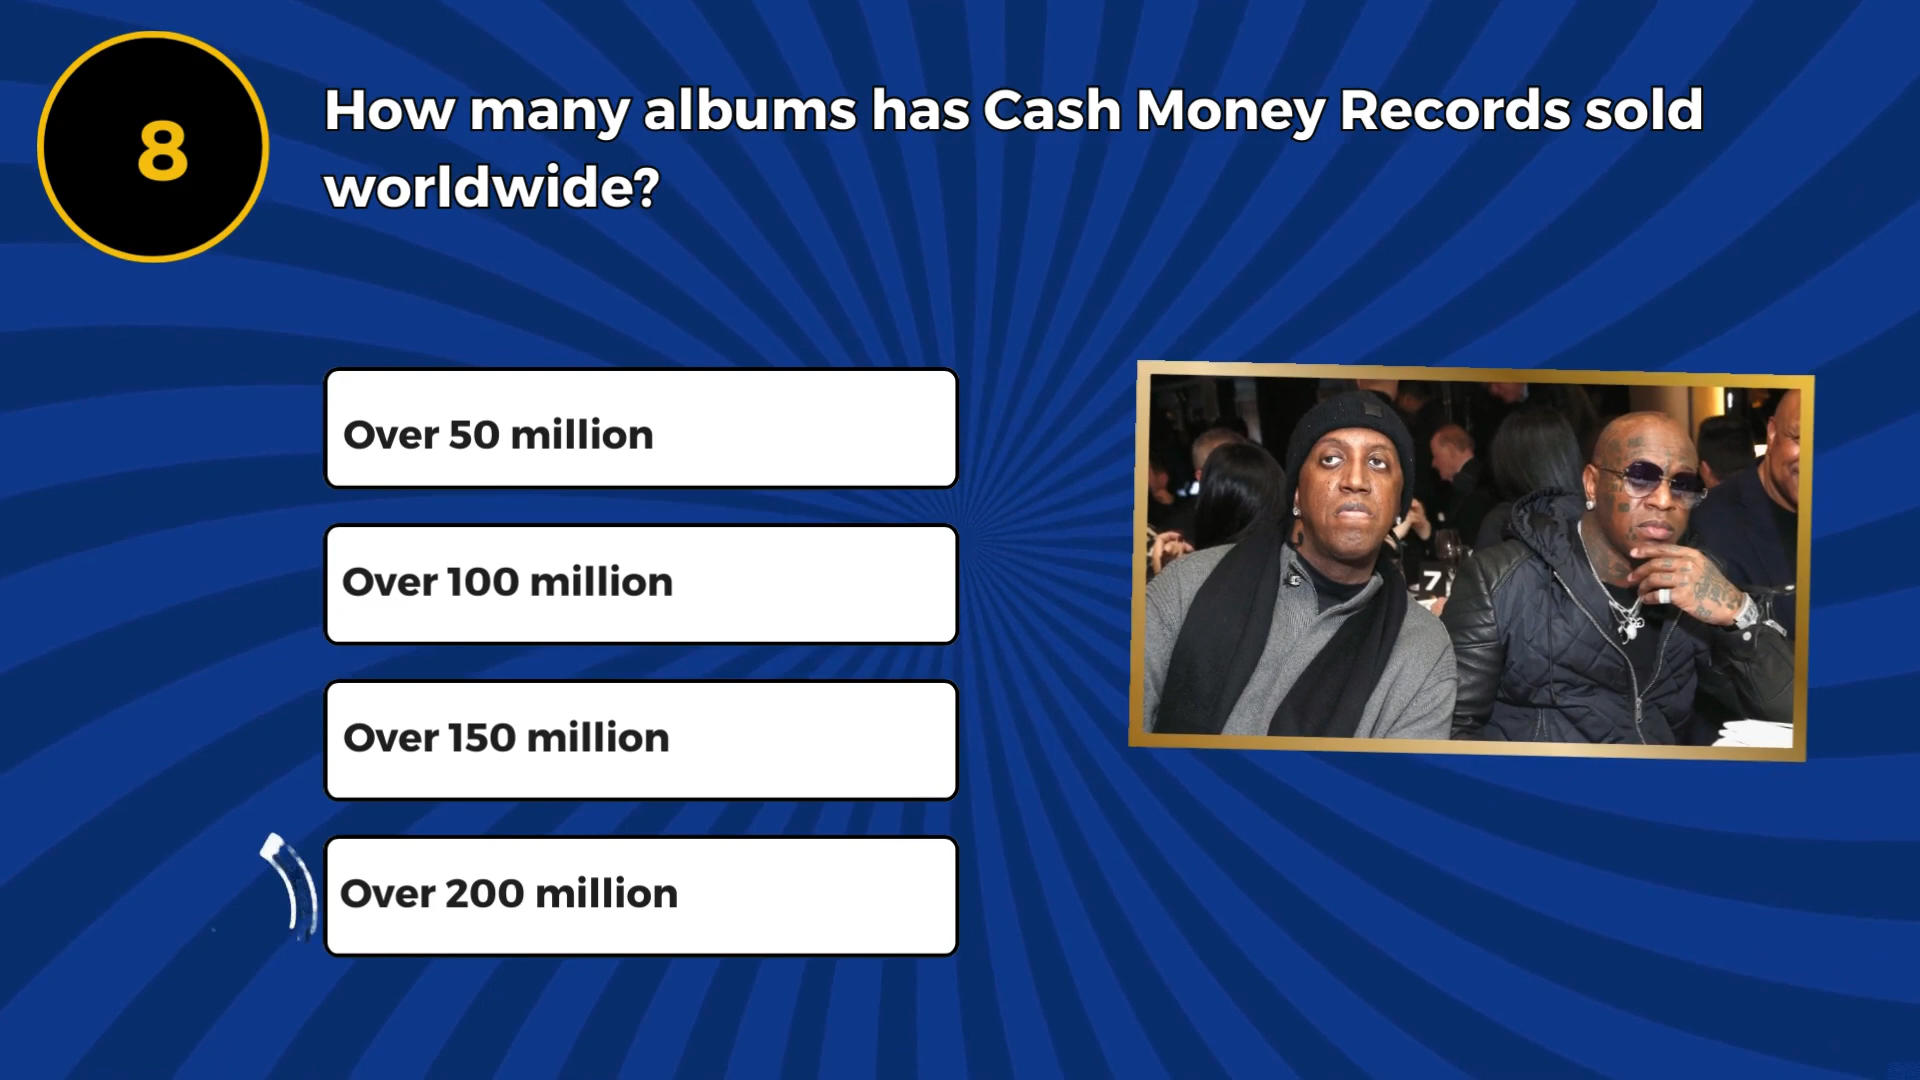 8
How many albums has Cash Money Records sold
worldwide?
Over 50 million
Over 100 million
Over 150 million
Over 200 million
7